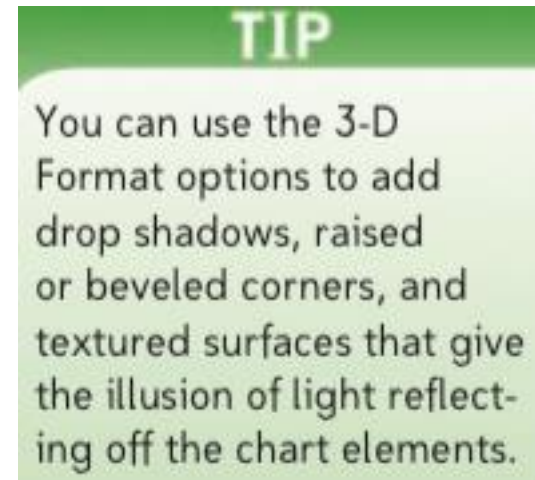 TIP
You can use the 3-D
Format options to add
drop shadows, raised
or beveled corners, and
textured surfaces that give
the illusion of light reflect-
ing off the chart elements.